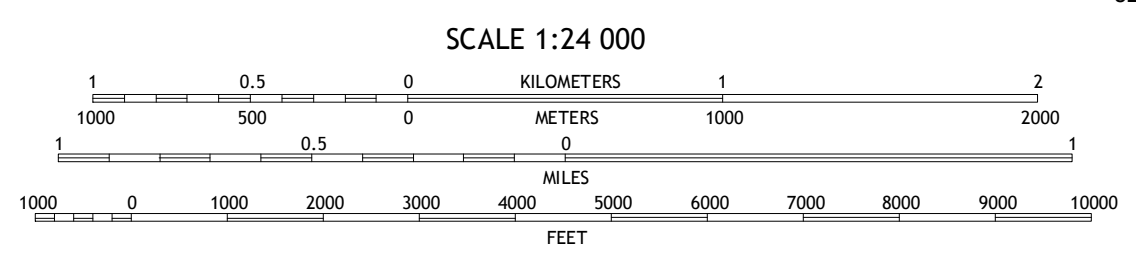 SCALE 1:24 000
1 0.5 0 KILOMETERS 1 2
1000 500 0 METERS 1000 2000
1 0.5 0 1
MILES
1000 0 1000 2000 3000 4000 5000 6000 7000 8000 9000 10000
FEET